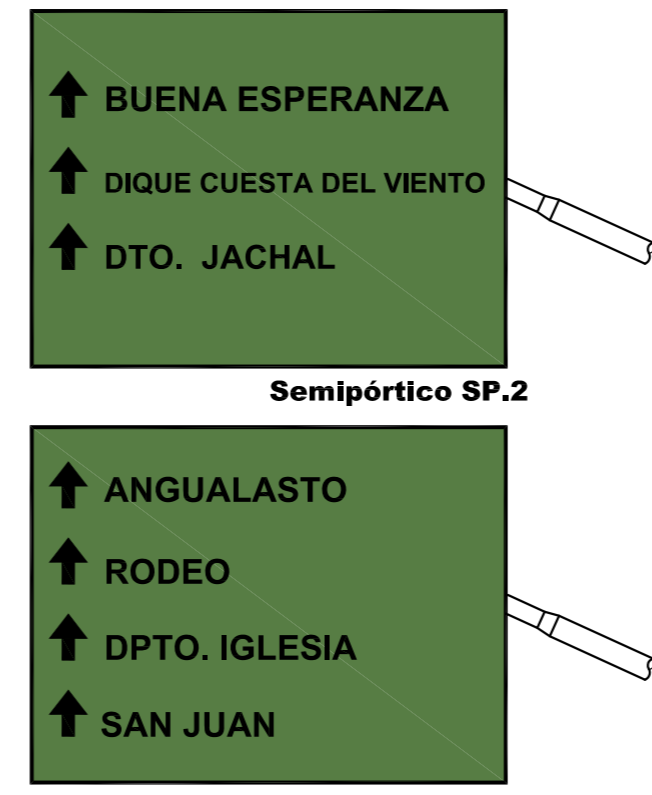 BUENA ESPERANZA
DIQUE CUESTA DEL VIENTO
DTO. JACHAL
Semipórtico SP.2
ANGUALASTO
RODEO
DPTO. IGLESIA
SAN JUAN